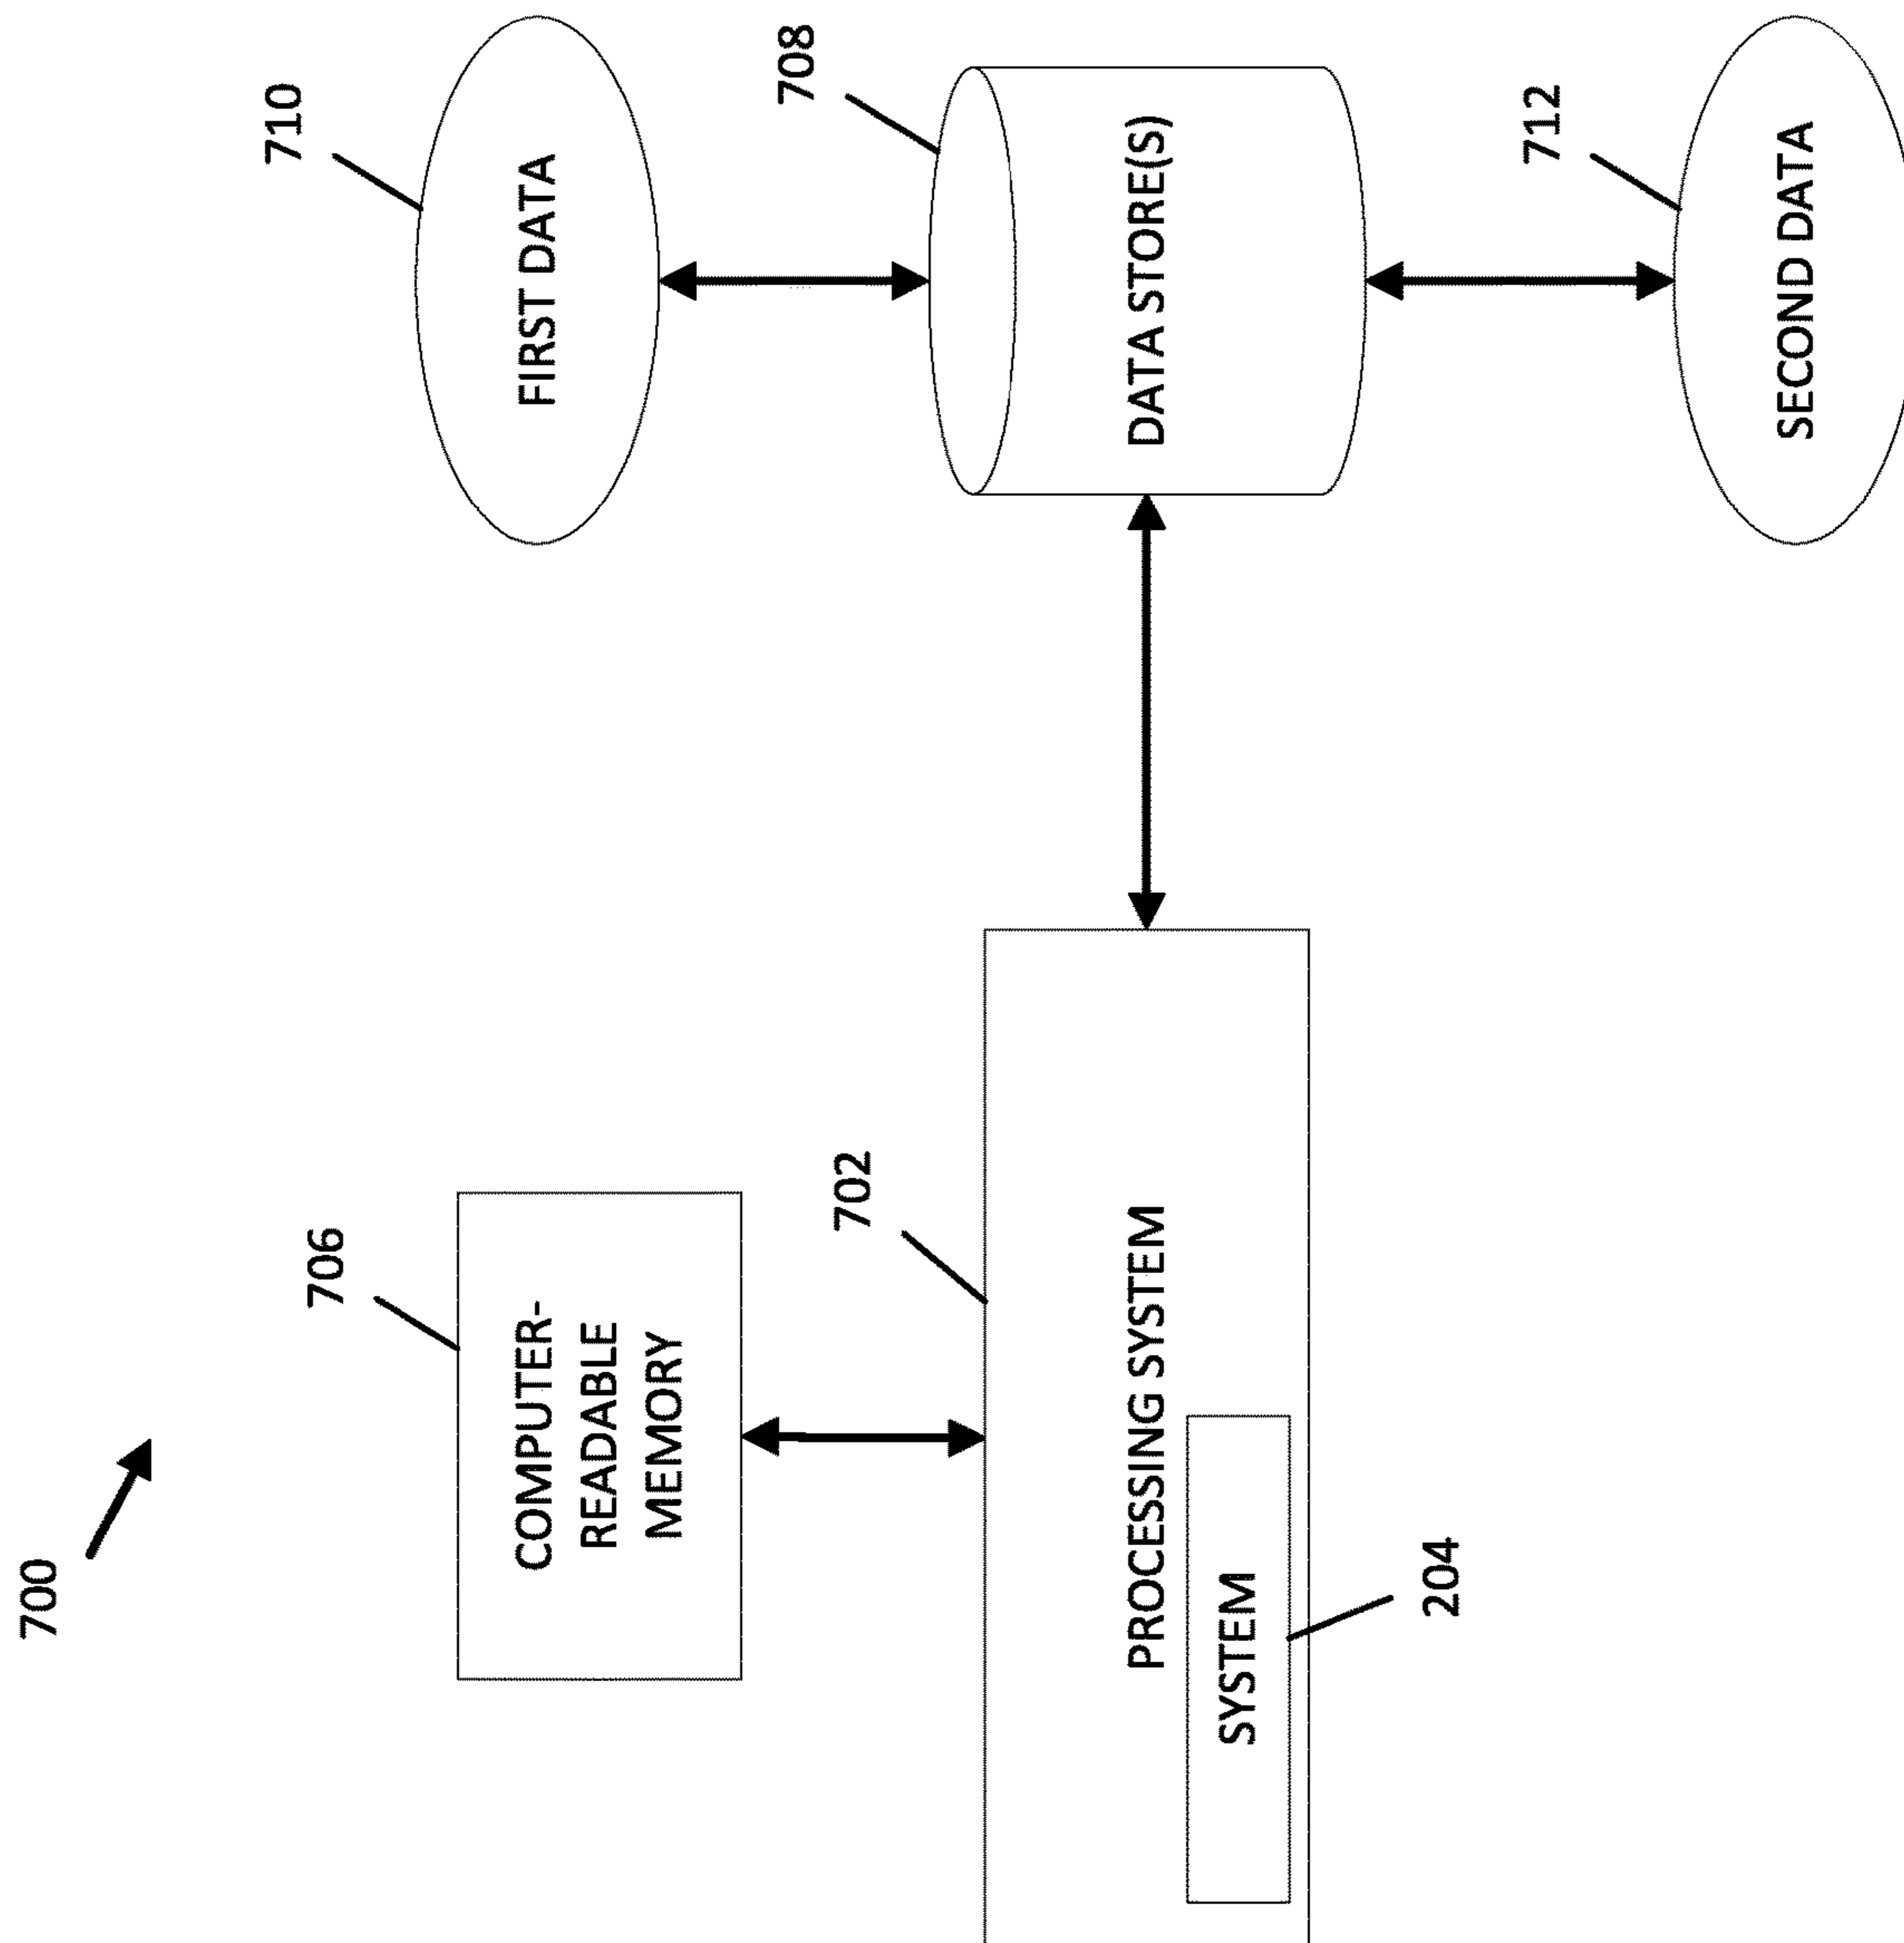 700
706
COMPUTER-
READABLE
MEMORY
702
PROCESSING SYSTEM
SYSTEM
204
710
FIRST DATA
708
DATA STORE(S)
712
SECOND DATA